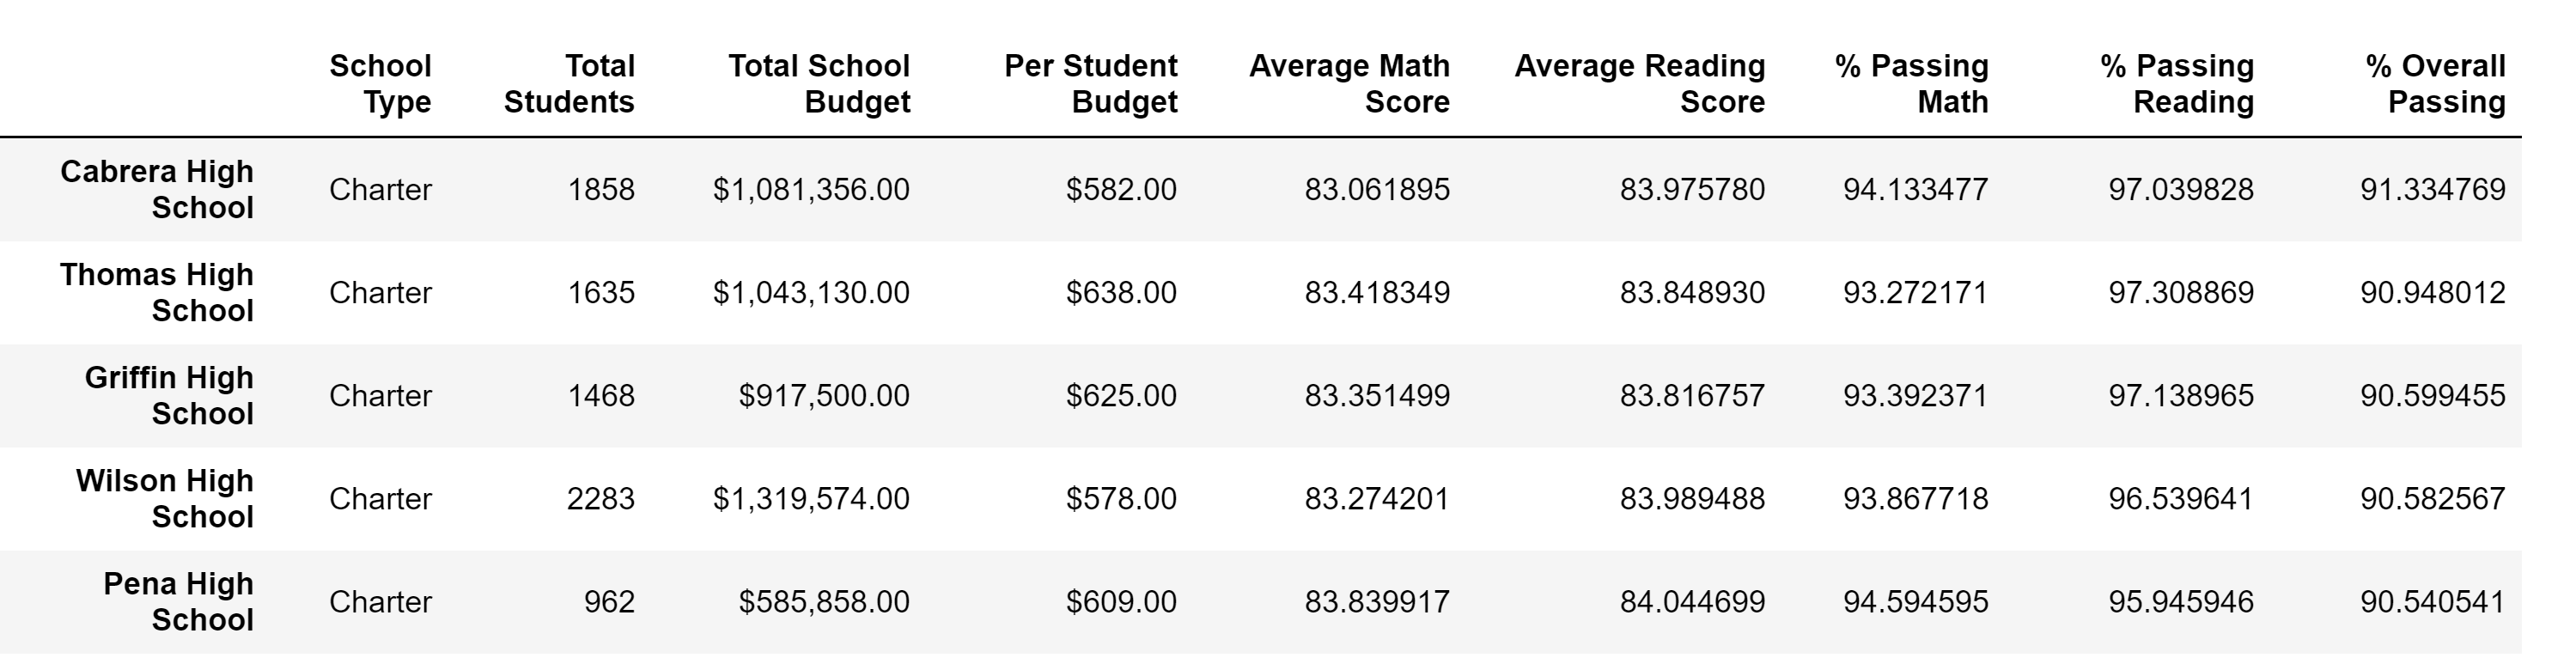 School Type Total Students Total School Budget Per Student Budget Average Math Score Average Reading Score % Passing Math % Passing Reading % Overall Passing
Cabrera High School Charter 1858 $1,081,356.00 $582.00 83.061895 83.975780 94.133477 97.039828 91.334769
Thomas High School Charter 1635 $1,043,130.00 $638.00 83.418349 83.848930 93.272171 97.308869 90.948012
Griffin High School Charter 1468 $917,500.00 $625.00 83.351499 83.816757 93.392371 97.138965 90.599455
Wilson High School Charter 2283 $1,319,574.00 $578.00 83.274201 83.989488 93.867718 96.539641 90.582567
Pena High School Charter 962 $585,858.00 $609.00 83.839917 84.044699 94.594595 95.945946 90.540541